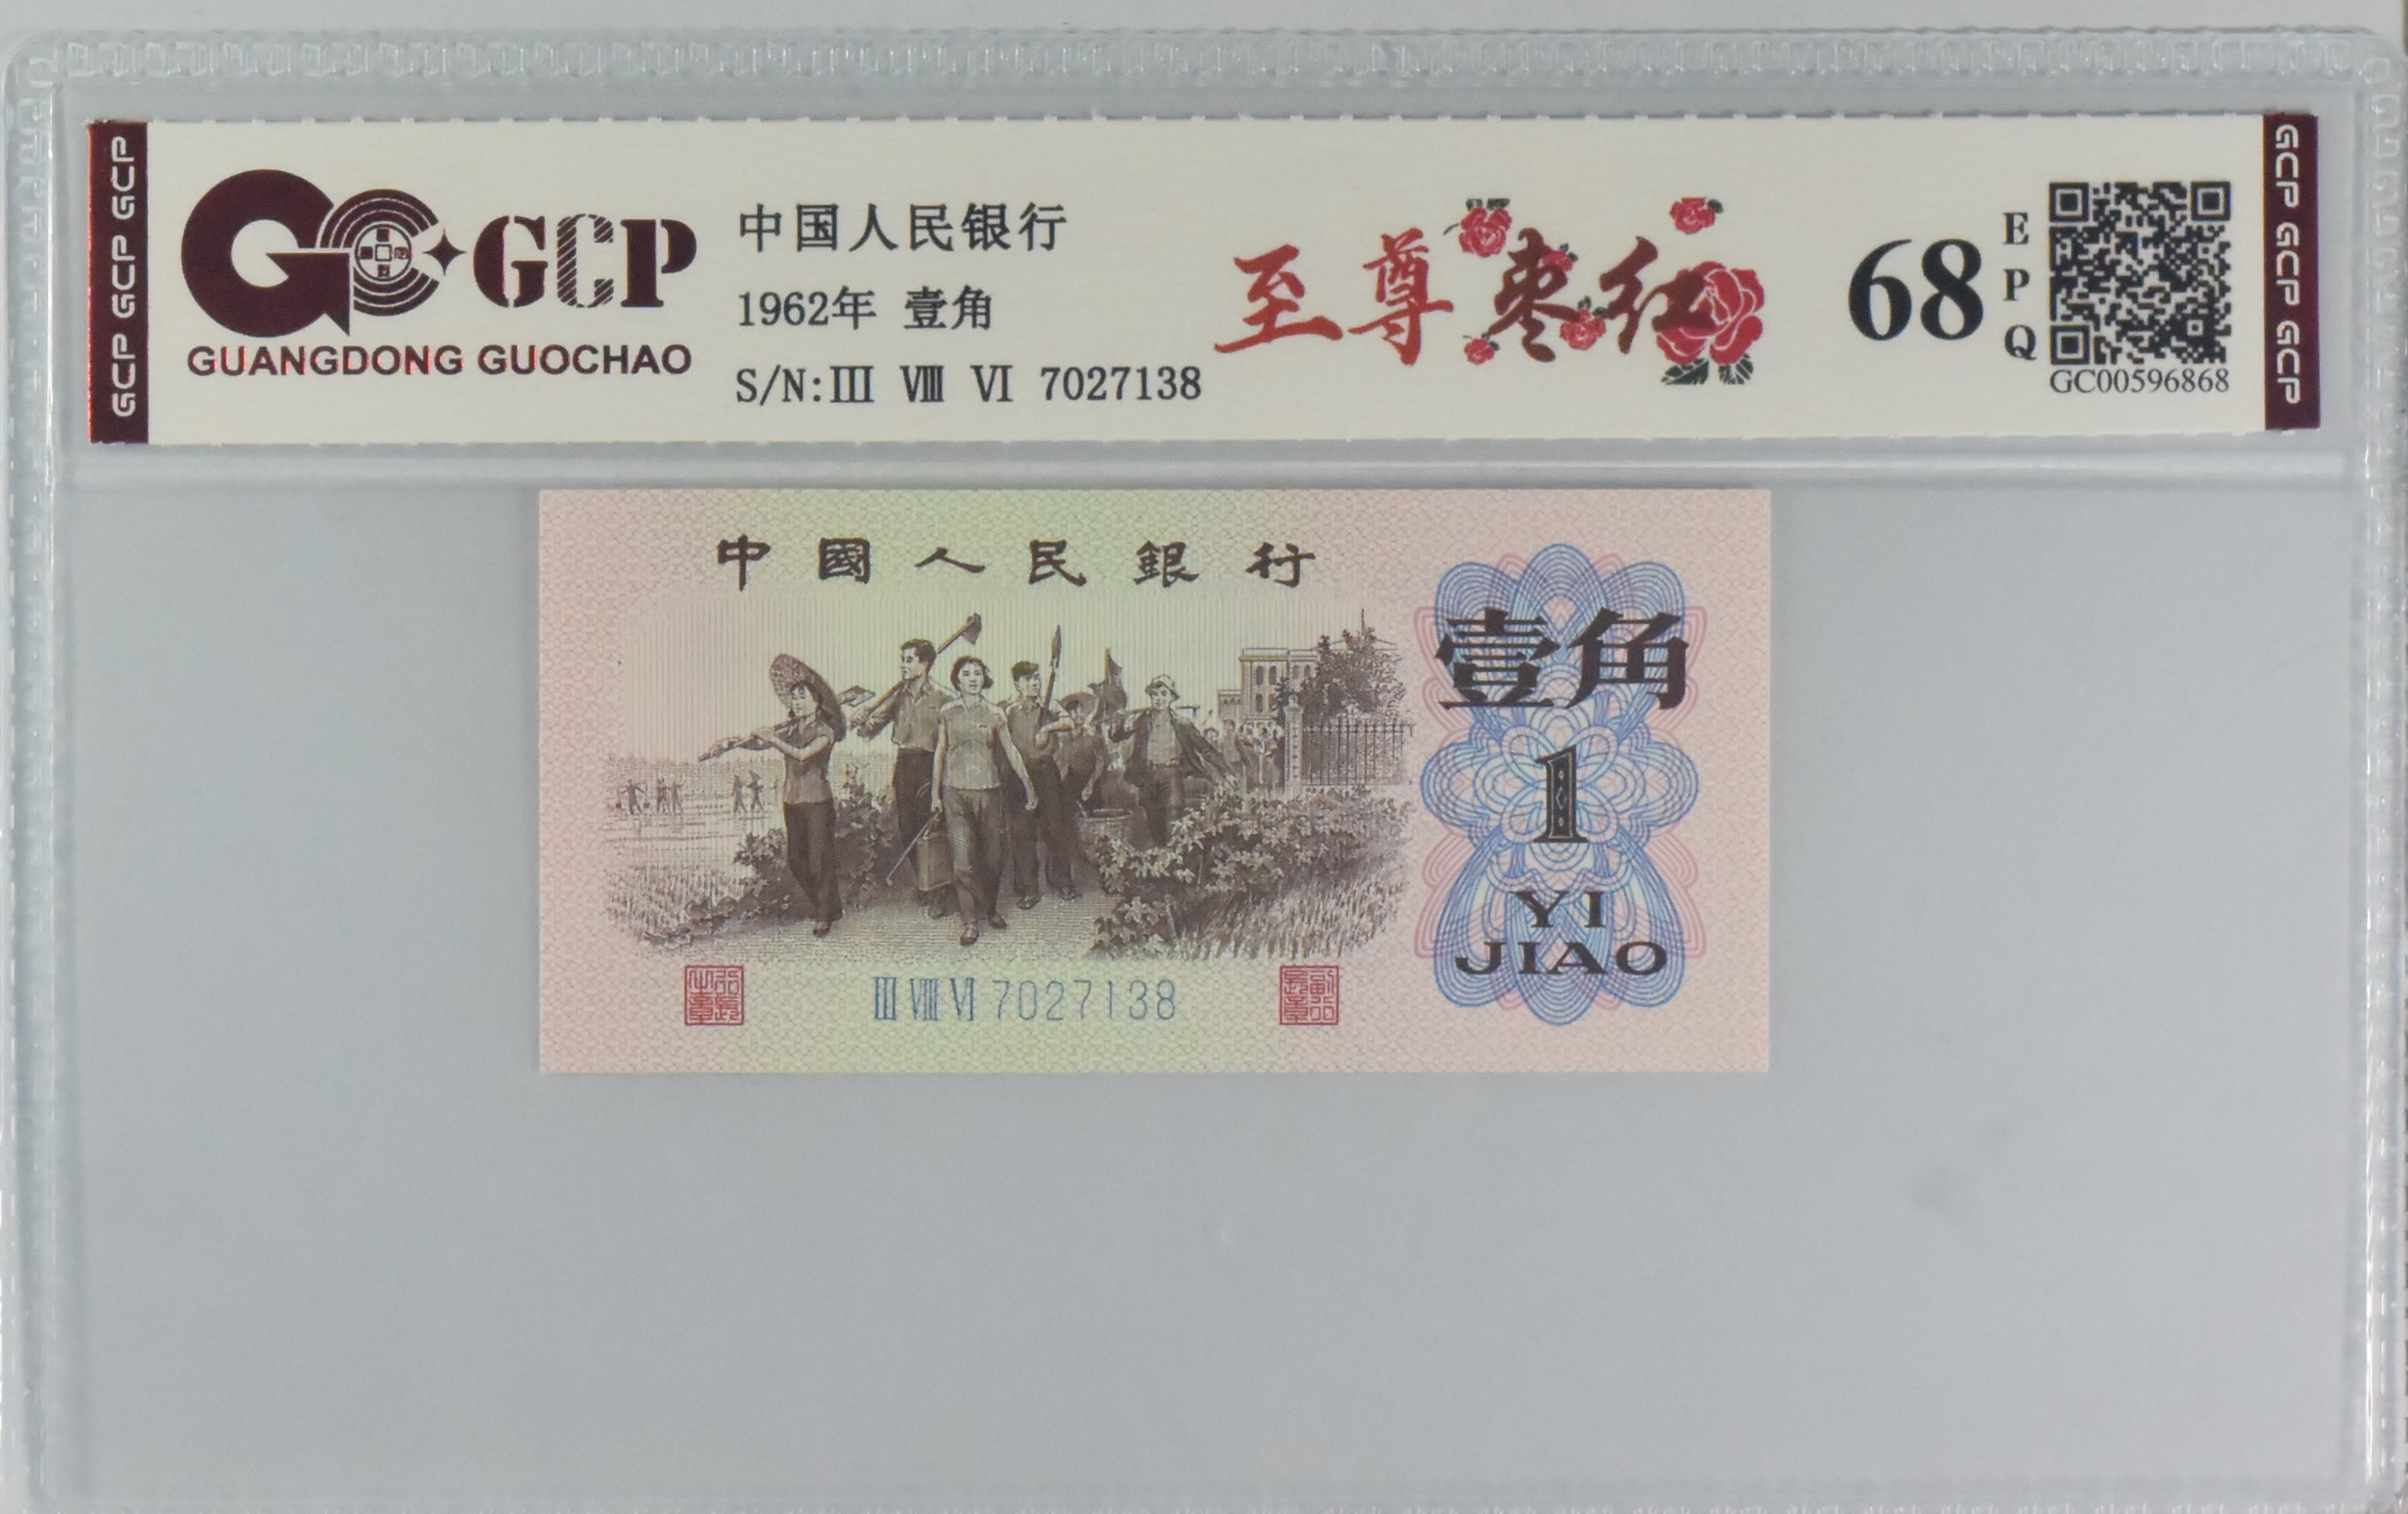 GCP GCP GCP
GCP
GUANGDONG GUOCHAO
中国人民银行
1962年 壹角
S/N:Ⅲ Ⅷ Ⅵ 7027138
至尊枣红
68
EPQ
GC00596868
GCP GCP GCP
中國人民銀行
壹角
1
YI
JIAO
Ⅲ Ⅷ Ⅵ 7027138